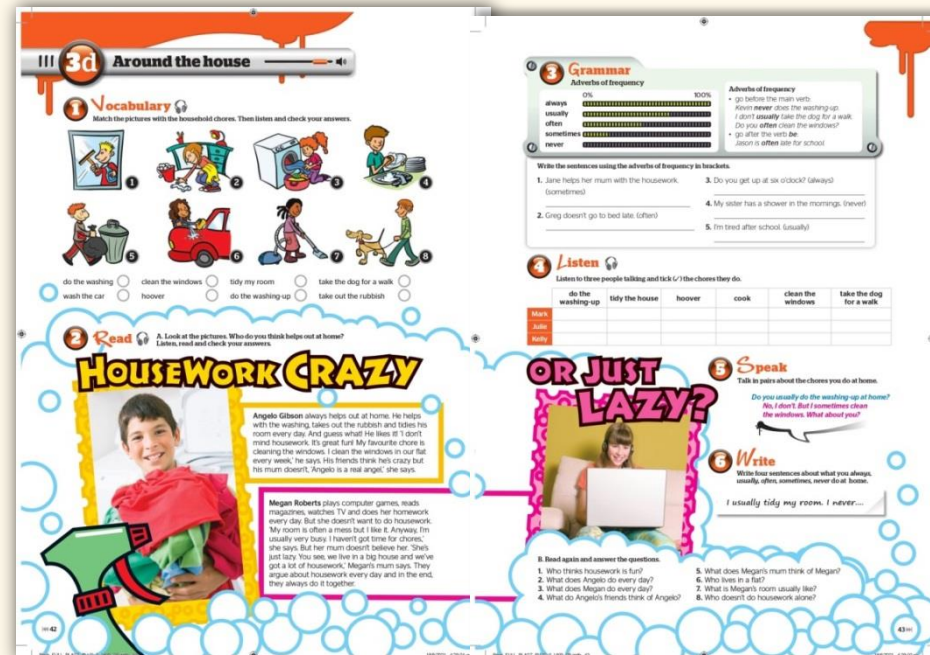 3d Around the house
1 Vocabulary
Match the pictures with the household chores. Then listen and check your answers.
1
2
3
4
5
6
7
8
do the washing
clean the windows
tidy my room
take the dog for a walk
wash the car
hoover
do the washing-up
take out the rubbish
2 Read
A. Look at the pictures. Who do you think helps out at home?
Listen, read and check your answers.
HOUSEWORK CRAZY
Angelo Gibson always helps out at home. He helps
with the washing, takes out the rubbish and tidies his
room every day. And guess what! He likes it! 'I don't
mind housework. It's great fun! My favourite chore is
cleaning the windows. I clean the windows in our flat
every week,' he says. His friends think he's crazy but
his mum doesn't. 'Angelo is a real angel,' she says.
Megan Roberts plays computer games, reads
magazines, watches TV and does her homework
every day. But she doesn't want to do housework.
'My room is often a mess but I like it. Anyway, I'm
usually very busy. I haven't got time for chores,'
she says. But her mum doesn't believe her. 'She's
just lazy. You see, we live in a big house and we've
got a lot of housework,' Megan's mum says. They
argue about housework every day and in the end,
they always do it together.
42
3 Grammar
Adverbs of frequency
0% 100%
always
usually
often
sometimes
never
Adverbs of frequency
• go before the main verb:
Kevin never does the washing-up.
I don't usually take the dog for a walk.
Do you often clean the windows?
• go after the verb be:
Jason is often late for school.
Write the sentences using the adverbs of frequency in brackets.
1. Jane helps her mum with the housework.
(sometimes)
2. Greg doesn't go to bed late. (often)
3. Do you get up at six o'clock? (always)
4. My sister has a shower in the mornings. (never)
5. I'm tired after school. (usually)
4 Listen
Listen to three people talking and tick (✓) the chores they do.
do the washing-up tidy the house hoover cook clean the windows take the dog for a walk
Mark
Julie
Kelly
OR JUST
LAZY?
5 Speak
Talk in pairs about the chores you do at home.
Do you usually do the washing-up at home?
No, I don't. But I sometimes clean
the windows. What about you?
6 Write
Write four sentences about what you always,
usually, often, sometimes, never do at home.
I usually tidy my room. I never....
B. Read again and answer the questions.
1. Who thinks housework is fun?
2. What does Angelo do every day?
3. What does Megan do every day?
4. What do Angelo's friends think of Angelo?
5. What does Megan's mum think of Megan?
6. Who lives in a flat?
7. What is Megan's room usually like?
8. Who doesn't do housework alone?
43